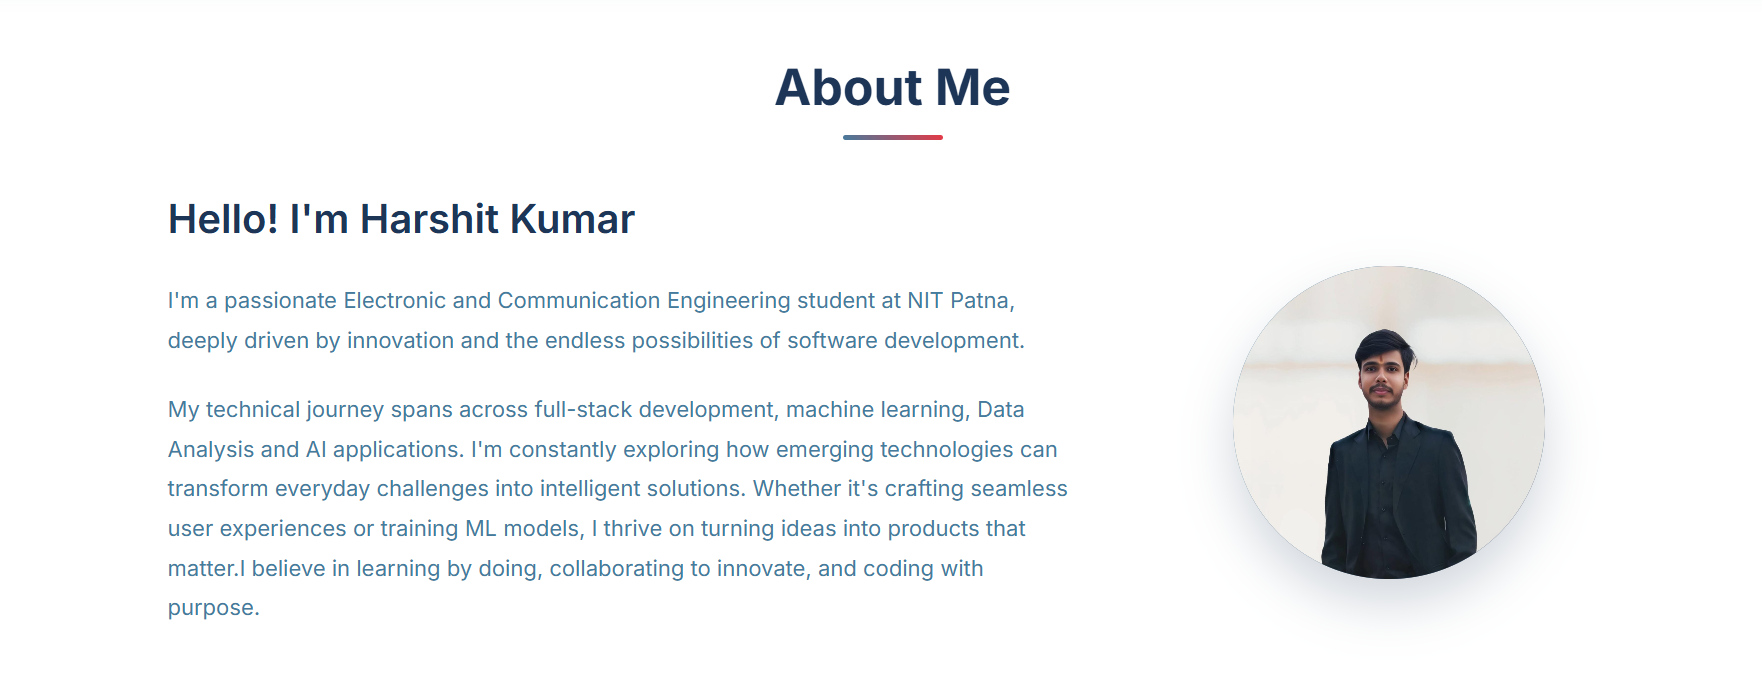 About Me
Hello! I'm Harshit Kumar
I'm a passionate Electronic and Communication Engineering student at NIT Patna,
deeply driven by innovation and the endless possibilities of software development.
My technical journey spans across full-stack development, machine learning, Data
Analysis and AI applications. I'm constantly exploring how emerging technologies can
transform everyday challenges into intelligent solutions. Whether it's crafting seamless
user experiences or training ML models, I thrive on turning ideas into products that
matter.I believe in learning by doing, collaborating to innovate, and coding with
purpose.